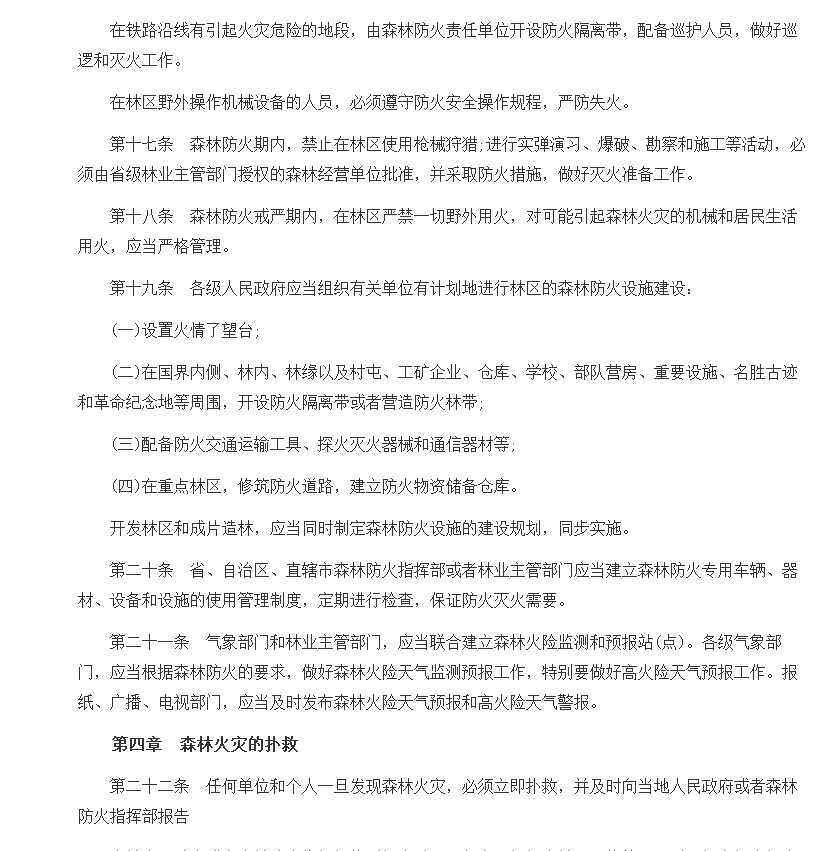 在铁路沿线有引起火灾危险的地段，由森林防火责任单位开设防火隔离带，配备巡护人员，做好巡
逻和灭火工作。
在林区野外操作机械设备的人员，必须遵守防火安全操作规程，严防失火。
第十七条　森林防火期内，禁止在林区使用枪械狩猎;进行实弹演习、爆破、勘察和施工等活动，必
须由省级林业主管部门授权的森林经营单位批准，并采取防火措施，做好灭火准备工作。
第十八条　森林防火戒严期内，在林区严禁一切野外用火，对可能引起森林火灾的机械和居民生活
用火，应当严格管理。
第十九条　各级人民政府应当组织有关单位有计划地进行林区的森林防火设施建设：
(一)设置火情了望台;
(二)在国界内侧、林内、林缘以及村屯、工矿企业、仓库、学校、部队营房、重要设施、名胜古迹
和革命纪念地等周围，开设防火隔离带或者营造防火林带;
(三)配备防火交通运输工具、探火灭火器械和通信器材等;
(四)在重点林区，修筑防火道路，建立防火物资储备仓库。
开发林区和成片造林，应当同时制定森林防火设施的建设规划，同步实施。
第二十条　省、自治区、直辖市森林防火指挥部或者林业主管部门应当建立森林防火专用车辆、器
材、设备和设施的使用管理制度，定期进行检查，保证防火灭火需要。
第二十一条　气象部门和林业主管部门，应当联合建立森林火险监测和预报站(点)。各级气象部
门，应当根据森林防火的要求，做好森林火险天气监测预报工作，特别要做好高火险天气预报工作。报
纸、广播、电视部门，应当及时发布森林火险天气预报和高火险天气警报。
第四章　森林火灾的扑救
第二十二条　任何单位和个人一旦发现森林火灾，必须立即扑救，并及时向当地人民政府或者森林
防火指挥部报告